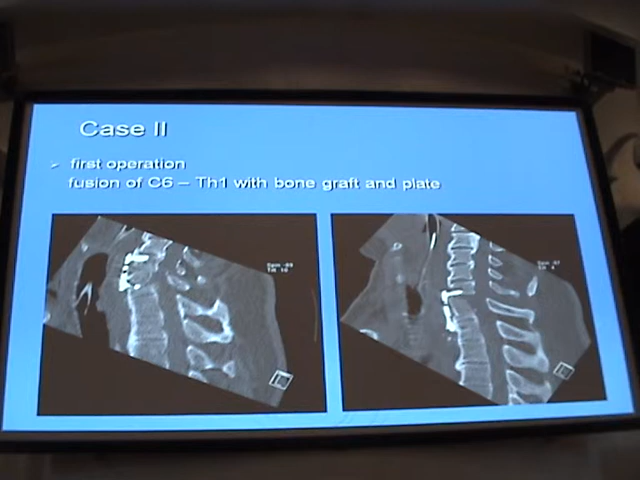 Case II
➢ first operation
fusion of C6 – Th1 with bone graft and plate